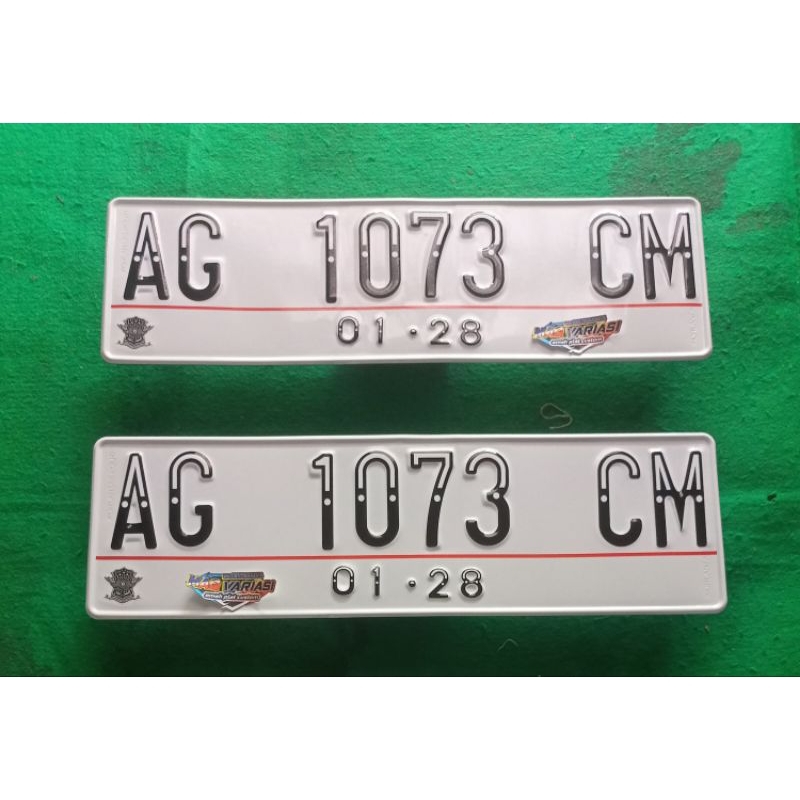 AG 1073 CM
01·28
VARIASI
AG 1073 CM
VARIASI
01·28